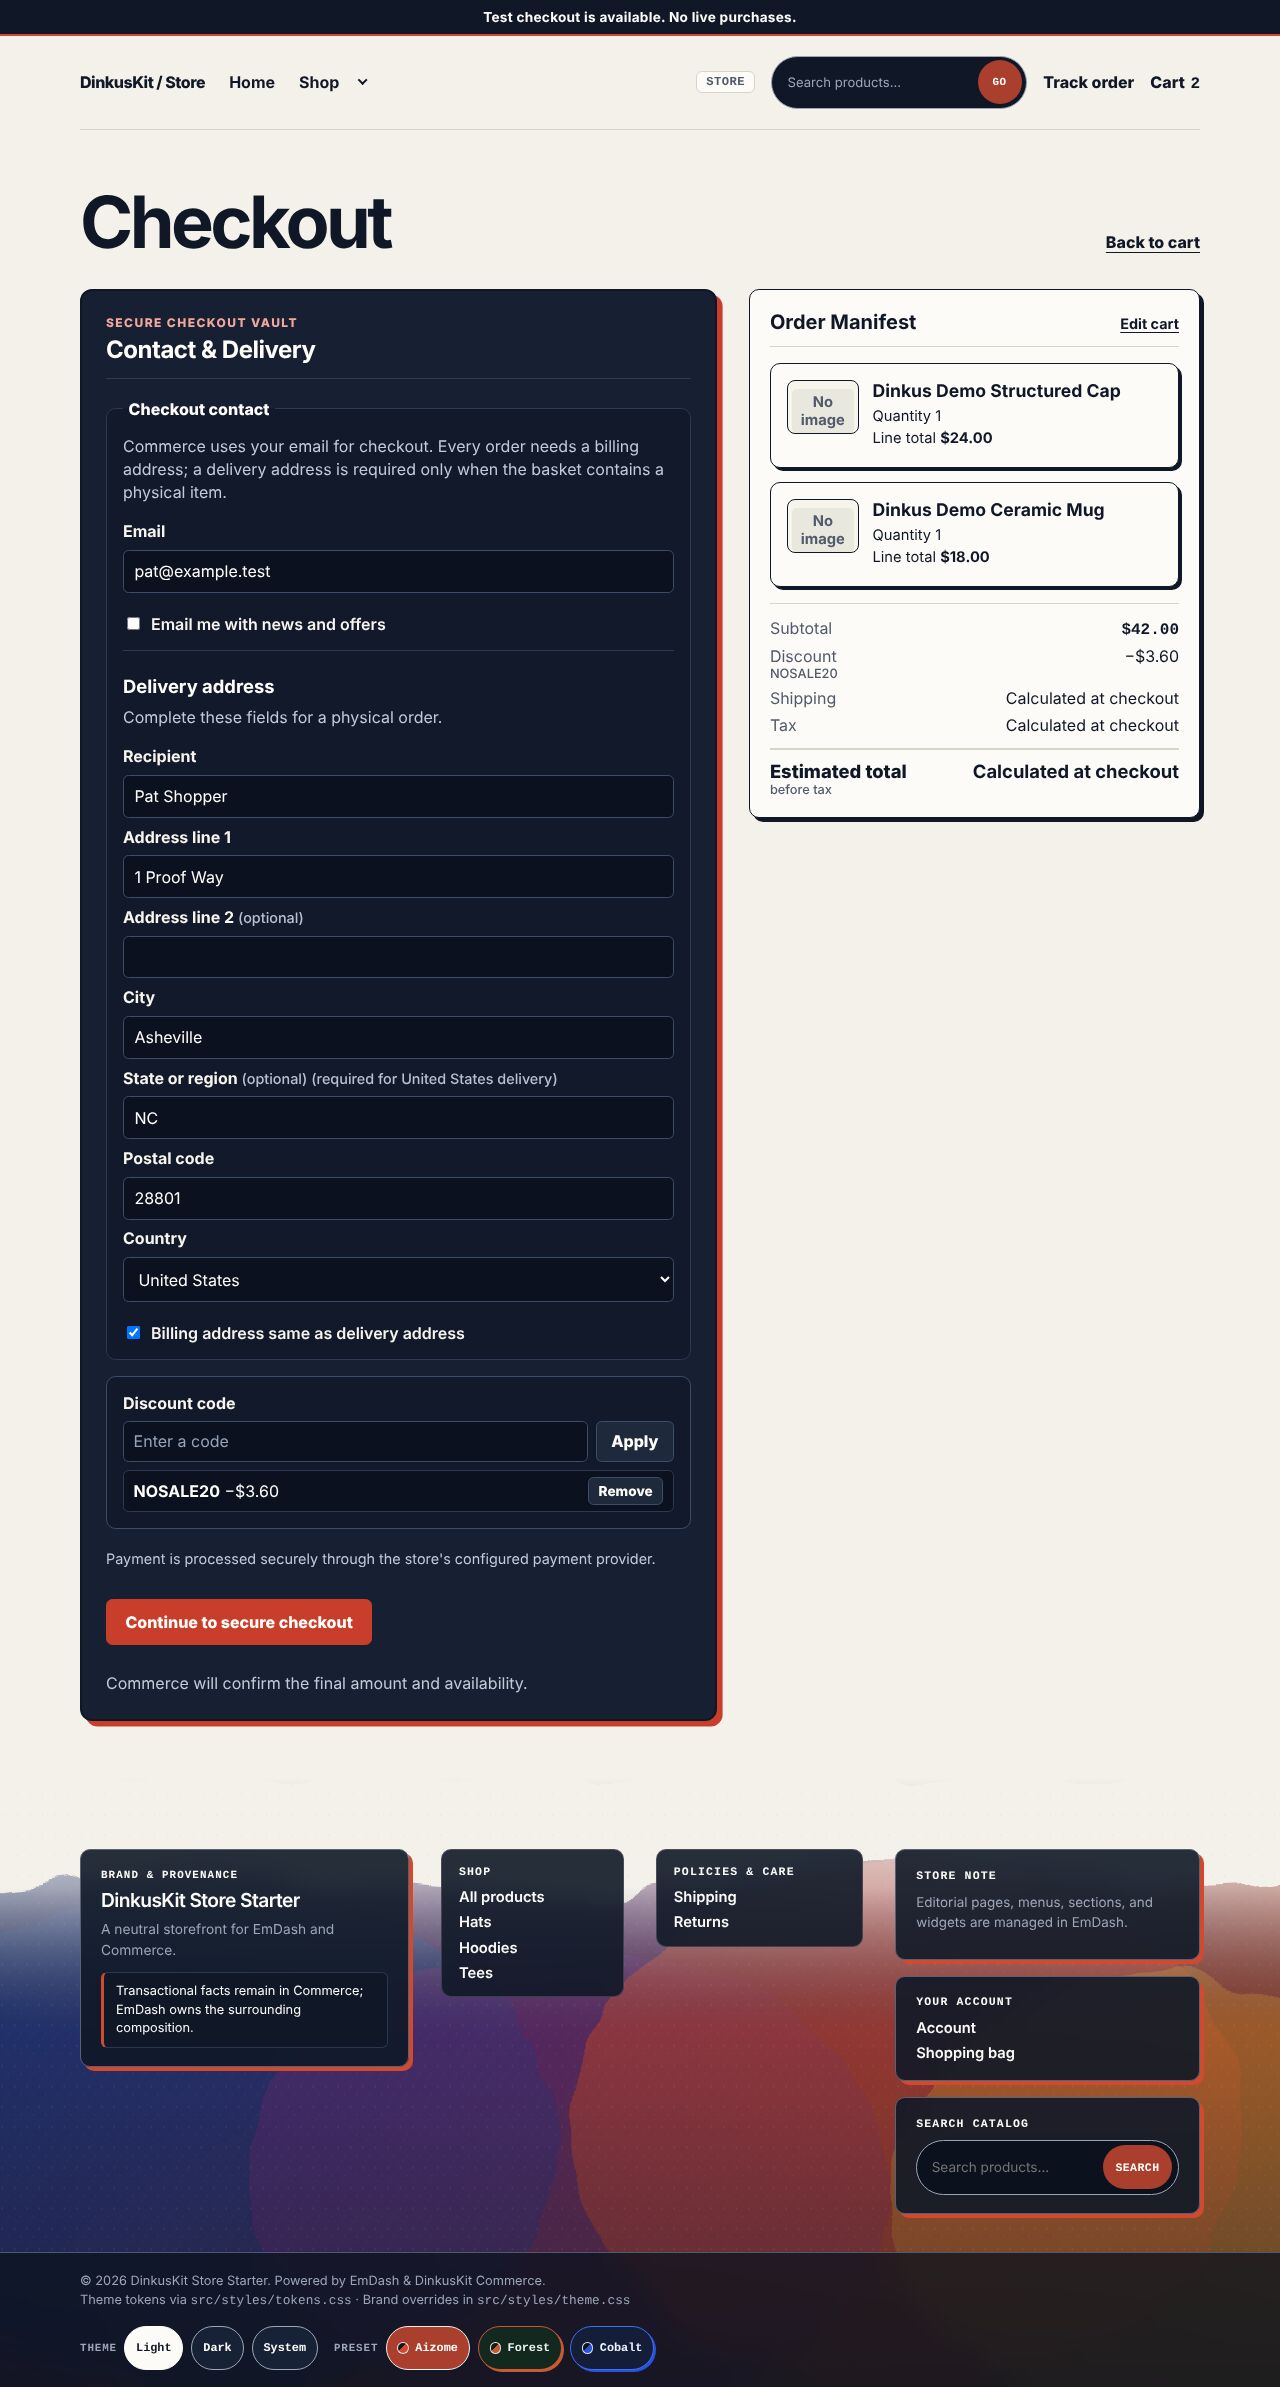 Test checkout is available. No live purchases.
DinkusKit / Store Home Shop STORE Search products... GO Track order Cart 2
Checkout
Back to cart
SECURE CHECKOUT VAULT
Contact & Delivery
Checkout contact
Commerce uses your email for checkout. Every order needs a billing
address; a delivery address is required only when the basket contains a
physical item.
Email
pat@example.test
Email me with news and offers
Delivery address
Complete these fields for a physical order.
Recipient
Pat Shopper
Address line 1
1 Proof Way
Address line 2 (optional)
City
Asheville
State or region (optional) (required for United States delivery)
NC
Postal code
28801
Country
United States
Billing address same as delivery address
Discount code
Enter a code Apply
NOSALE20 −$3.60 Remove
Payment is processed securely through the store's configured payment provider.
Continue to secure checkout
Commerce will confirm the final amount and availability.
Order Manifest Edit cart
No
image
Dinkus Demo Structured Cap
Quantity 1
Line total $24.00
No
image
Dinkus Demo Ceramic Mug
Quantity 1
Line total $18.00
Subtotal $42.00
Discount −$3.60
NOSALE20
Shipping Calculated at checkout
Tax Calculated at checkout
Estimated total Calculated at checkout
before tax
BRAND & PROVENANCE
DinkusKit Store Starter
A neutral storefront for EmDash and
Commerce.
Transactional facts remain in Commerce;
EmDash owns the surrounding
composition.
SHOP
All products
Hats
Hoodies
Tees
POLICIES & CARE
Shipping
Returns
STORE NOTE
Editorial pages, menus, sections, and
widgets are managed in EmDash.
YOUR ACCOUNT
Account
Shopping bag
SEARCH CATALOG
Search products... SEARCH
© 2026 DinkusKit Store Starter. Powered by EmDash & DinkusKit Commerce.
Theme tokens via src/styles/tokens.css · Brand overrides in src/styles/theme.css
THEME Light Dark System PRESET Aizome Forest Cobalt